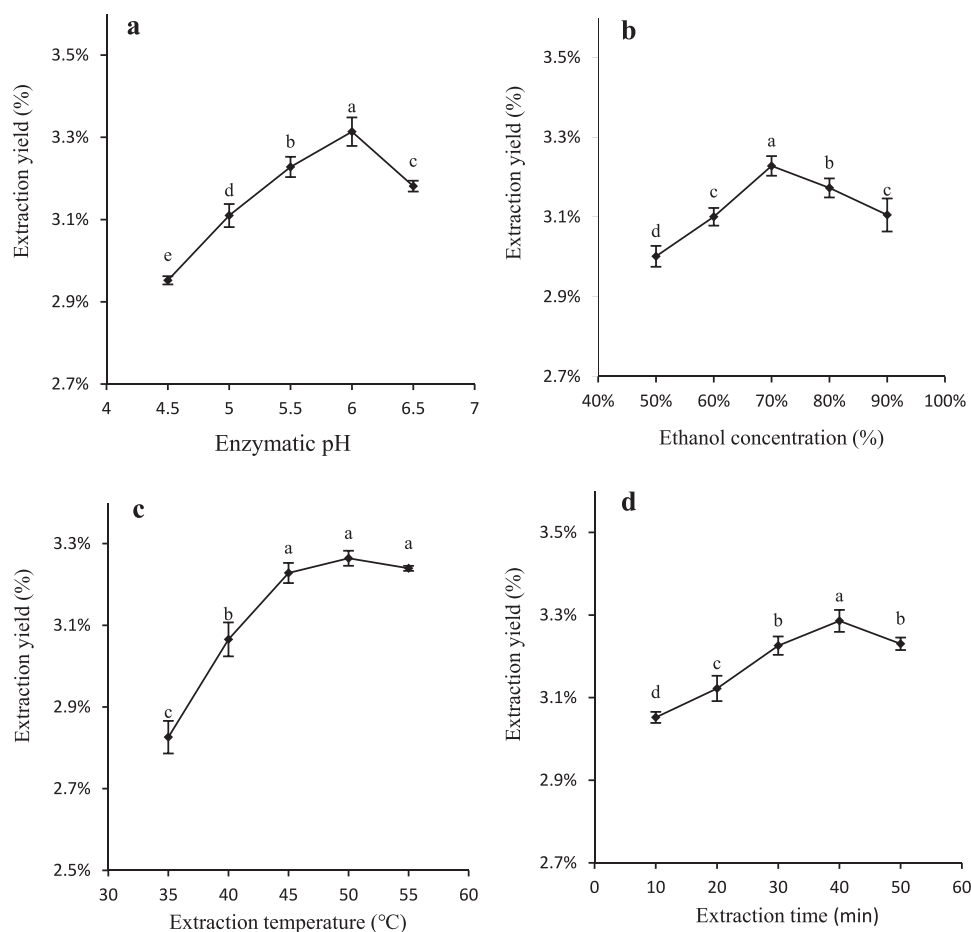 a
3.5%
3.3%
3.1%
2.9%
2.7%
Extraction yield (%)
e
d
b
a
c
4 4.5 5 5.5 6 6.5 7
Enzymatic pH
b
3.5%
3.3%
3.1%
2.9%
2.7%
Extraction yield (%)
d
c
a
b
c
40% 50% 60% 70% 80% 90% 100%
Ethanol concentration (%)
c
3.3%
3.1%
2.9%
2.7%
2.5%
Extraction yield (%)
c
b
a
a
a
30 35 40 45 50 55 60
Extraction temperature (°C)
d
3.5%
3.3%
3.1%
2.9%
2.7%
Extraction yield (%)
d
c
b
a
b
0 10 20 30 40 50 60
Extraction time (min)